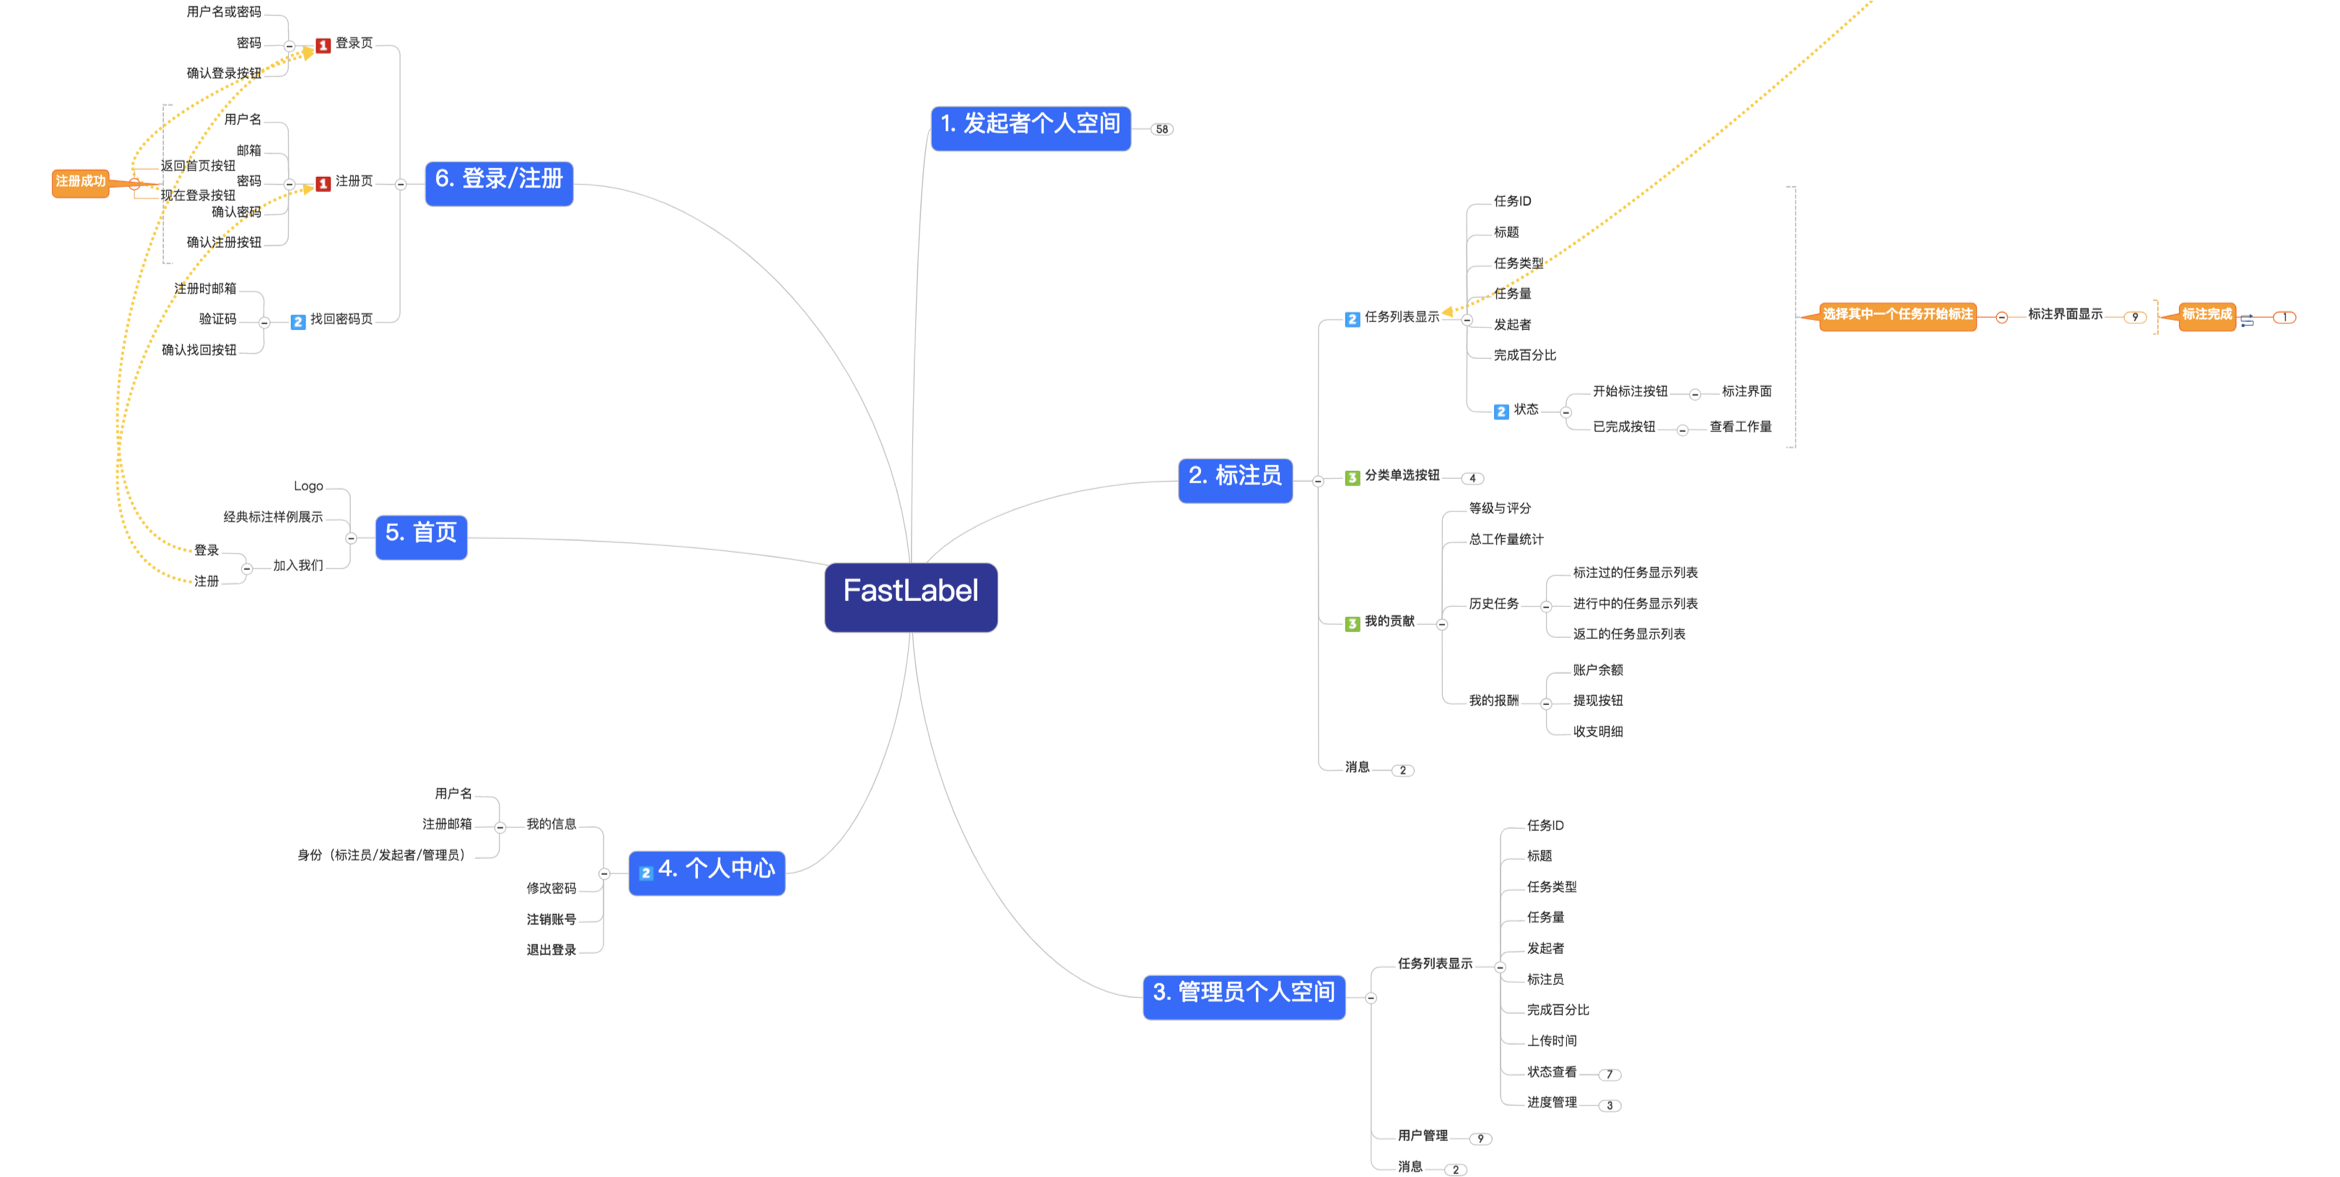 FastLabel
1. 发起者个人空间
58
2. 标注员
2 任务列表显示
任务ID
标题
任务类型
任务量
发起者
完成百分比
2 状态
开始标注按钮
标注界面
已完成按钮
查看工作量
选择其中一个任务开始标注
标注界面显示
9
标注完成
1
3 分类单选按钮
4
3 我的贡献
等级与评分
总工作量统计
历史任务
标注过的任务显示列表
进行中的任务显示列表
返工的任务显示列表
我的报酬
账户余额
提现按钮
收支明细
消息
2
3. 管理员个人空间
任务列表显示
任务ID
标题
任务类型
任务量
发起者
标注员
完成百分比
上传时间
状态查看
7
进度管理
3
用户管理
9
消息
2
2 4. 个人中心
我的信息
用户名
注册邮箱
身份（标注员/发起者/管理员）
修改密码
注销账号
退出登录
5. 首页
Logo
经典标注样例展示
加入我们
登录
注册
6. 登录/注册
1 登录页
用户名或密码
密码
确认登录按钮
1 注册页
用户名
邮箱
密码
确认密码
确认注册按钮
注册成功
返回首页按钮
现在登录按钮
2 找回密码页
注册时邮箱
验证码
确认找回按钮